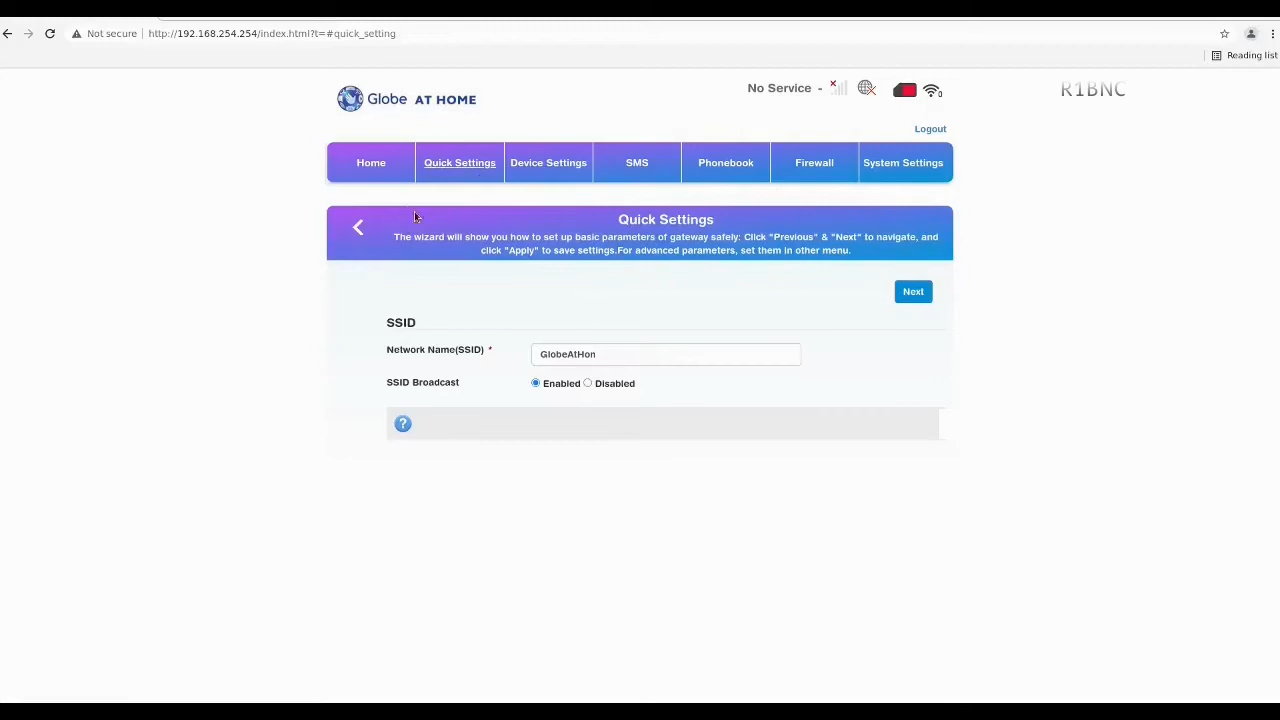 Not secure
http://192.168.254.254/index.html?t=#quick_setting
Reading list
Globe AT HOME
No Service -
0
R1BNC
Logout
Home
Quick Settings
Device Settings
SMS
Phonebook
Firewall
System Settings
Quick Settings
The wizard will show you how to set up basic parameters of gateway safely: Click "Previous" & "Next" to navigate, and
click "Apply" to save settings.For advanced parameters, set them in other menu.
Next
SSID
Network Name(SSID) *
GlobeAtHon
SSID Broadcast
Enabled
Disabled
?